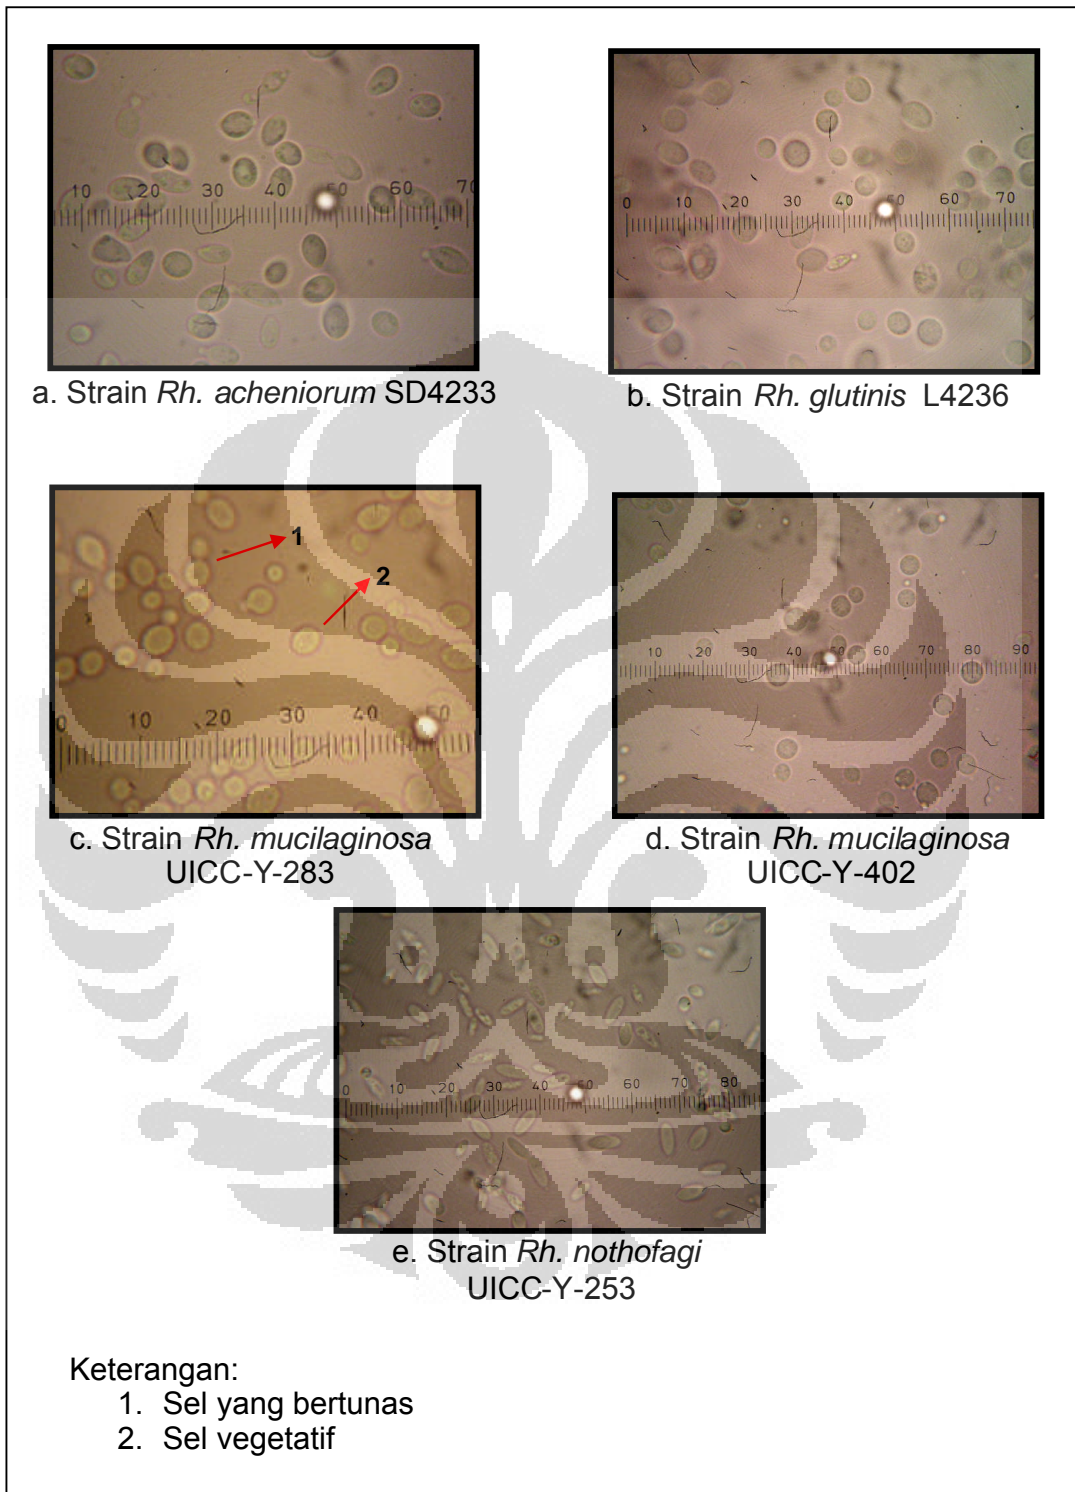 10 20 30 40 50 60 70
a. Strain Rh. acheniorum SD4233
0 10 20 30 40 50 60 70
b. Strain Rh. glutinis L4236
1
2
0 10 20 30 40 50
c. Strain Rh. mucilaginosa
UICC-Y-283
10 20 30 40 50 60 70 80 90
d. Strain Rh. mucilaginosa
UICC-Y-402
0 10 20 30 40 50 60 70 80
e. Strain Rh. nothofagi
UICC-Y-253
Keterangan:
1. Sel yang bertunas
2. Sel vegetatif